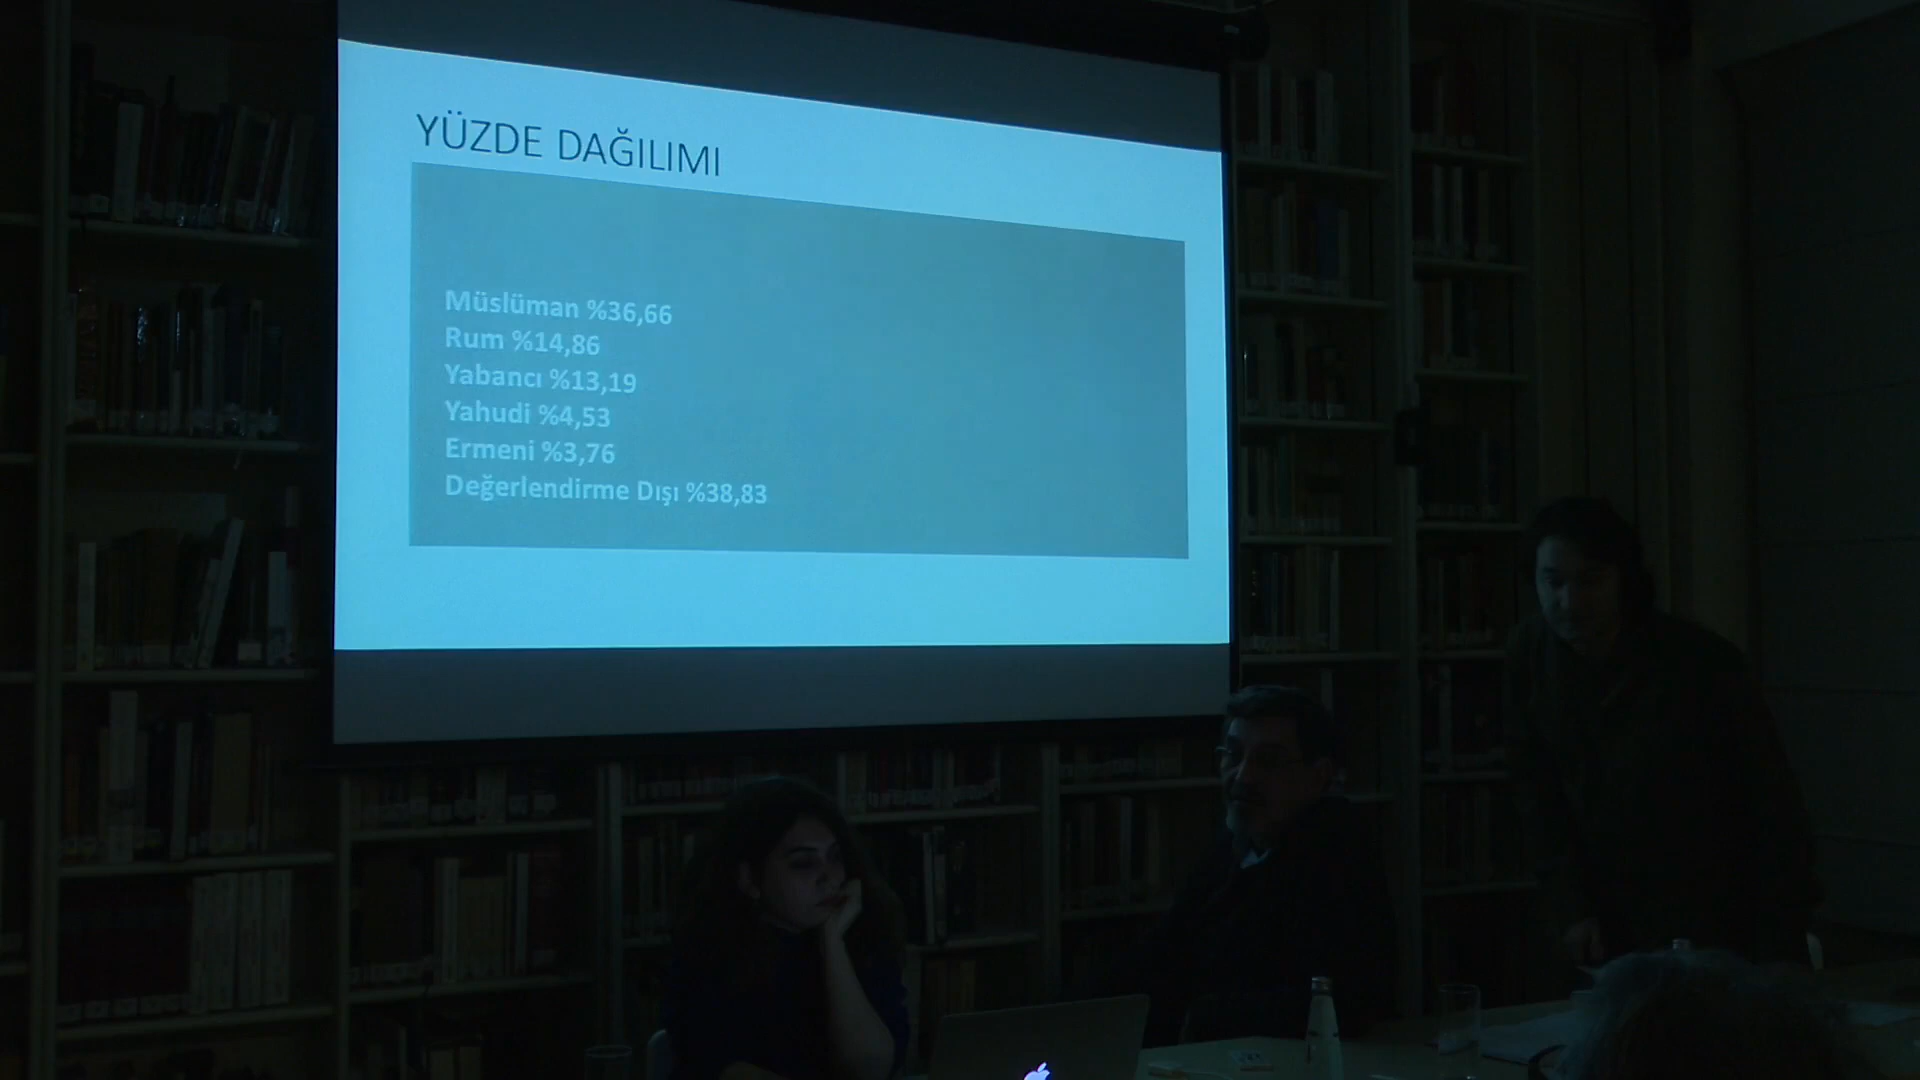 YÜZDE DAĞILIMI
Müslüman %36,66
Rum %14,86
Yabancı %13,19
Yahudi %4,53
Ermeni %3,76
Değerlendirme Dışı %38,83